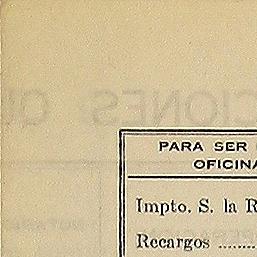 PARA SER
OFICINA
Impto. S. la R
Recargos ........